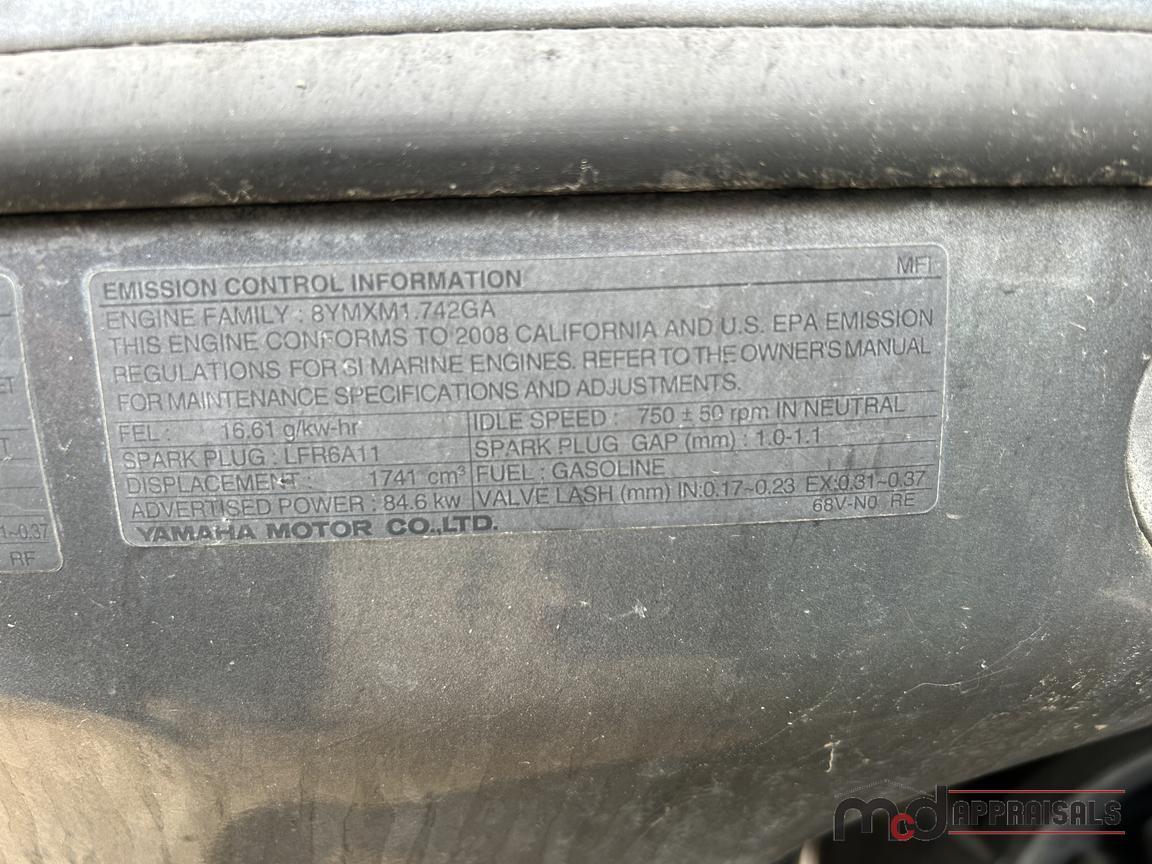 EMISSION CONTROL INFORMATION MFI
ENGINE FAMILY : 8YMXM1.742GA
THIS ENGINE CONFORMS TO 2008 CALIFORNIA AND U.S. EPA EMISSION
REGULATIONS FOR SI MARINE ENGINES. REFER TO THE OWNER'S MANUAL
FOR MAINTENANCE SPECIFICATIONS AND ADJUSTMENTS.
FEL : 16.61 g/kw-hr IDLE SPEED : 750 ± 50 rpm IN NEUTRAL
SPARK PLUG : LFR6A11 SPARK PLUG GAP (mm) : 1.0-1.1
DISPLACEMENT : 1741 cm³ FUEL : GASOLINE
ADVERTISED POWER : 84.6 kw VALVE LASH (mm) IN:0.17~0.23 EX:0.31~0.37
YAMAHA MOTOR CO.,LTD. 68V-N0 RE
~0.37
RF
mcd APPRAISALS